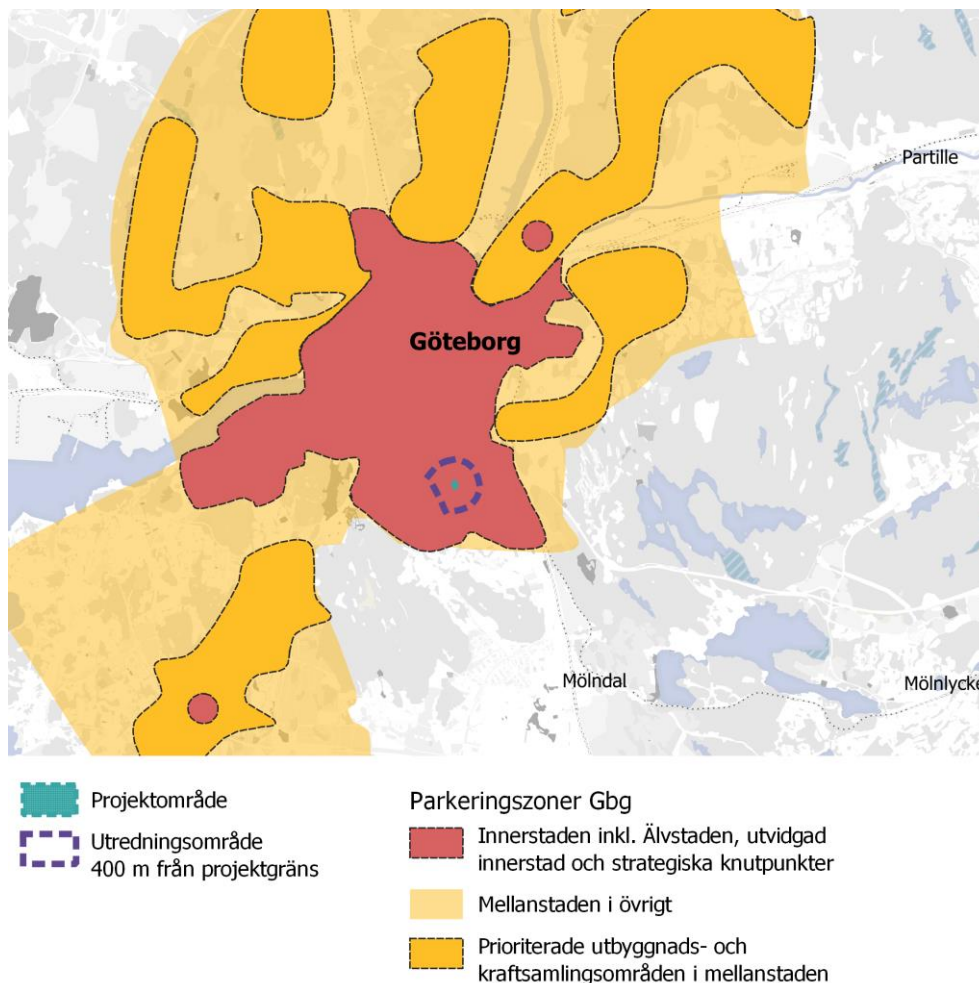 Partille
Göteborg
Mölndal
Mölnlycke
Projektområde
Utredningsområde
400 m från projektgräns
Parkeringszoner Gbg
Innerstaden inkl. Älvstaden, utvidgad
innerstad och strategiska knutpunkter
Mellanstaden i övrigt
Prioriterade utbyggnads- och
kraftsamlingsområden i mellanstaden